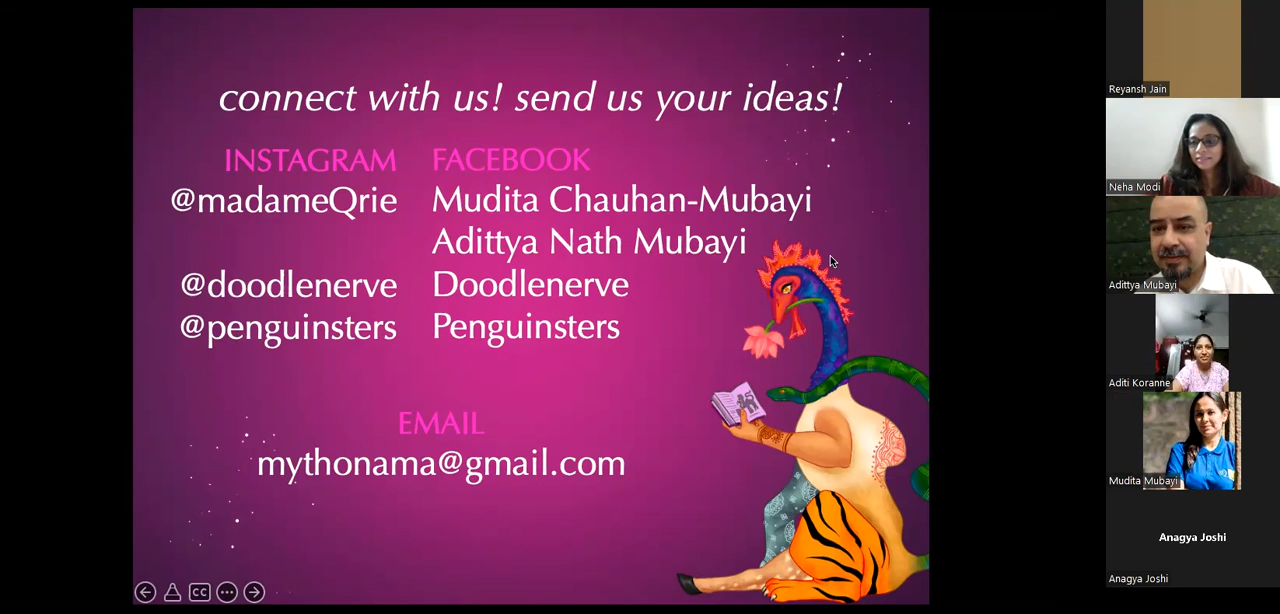 connect with us! send us your ideas!
INSTAGRAM FACEBOOK
@madameQrie Mudita Chauhan-Mubayi
Adittya Nath Mubayi
@doodlenerve Doodlenerve
@penguinsters Penguinsters
EMAIL
mythonama@gmail.com
CC
Reyansh Jain
Neha Modi
Adittya Mubayi
Aditi Koranne
Mudita Mubayi
Anagya Joshi
Anagya Joshi